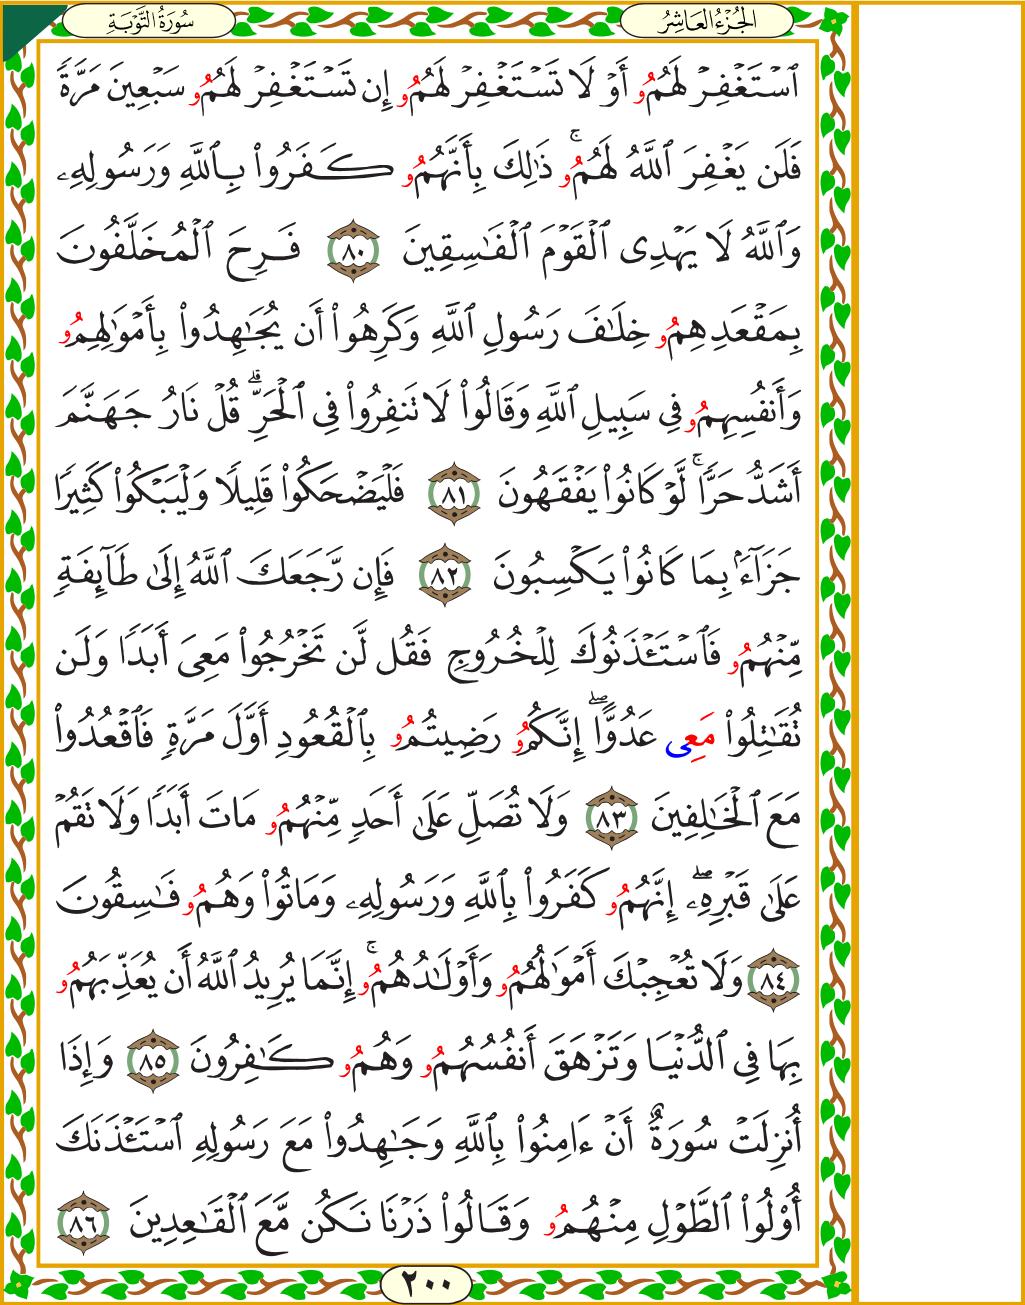 الجُزْءُ العَاشِرُ
سُورَةُ التَّوْبَةِ
ٱسْتَغْفِرْ لَهُمُۥ أَوْ لَا تَسْتَغْفِرْ لَهُمُۥ إِن تَسْتَغْفِرْ لَهُمُۥ سَبْعِينَ مَرَّةً
فَلَن يَغْفِرَ ٱللَّهُ لَهُمُۥۚ ذَٰلِكَ بِأَنَّهُمُۥ كَفَرُوا۟ بِٱللَّهِ وَرَسُولِهِۦ
وَٱللَّهُ لَا يَهْدِى ٱلْقَوْمَ ٱلْفَٰسِقِينَ ٨٠ فَرِحَ ٱلْمُخَلَّفُونَ
بِمَقْعَدِهِمُۥ خِلَٰفَ رَسُولِ ٱللَّهِ وَكَرِهُوا۟ أَن يُجَٰهِدُوا۟ بِأَمْوَٰلِهِمُۥ
وَأَنفُسِهِمُۥ فِى سَبِيلِ ٱللَّهِ وَقَالُوا۟ لَا تَنفِرُوا۟ فِى ٱلْحَرِّۗ قُلْ نَارُ جَهَنَّمَ
أَشَدُّ حَرًّاۚ لَّوْ كَانُوا۟ يَفْقَهُونَ ٨١ فَلْيَضْحَكُوا۟ قَلِيلًا وَلْيَبْكُوا۟ كَثِيرًا
جَزَآءًۢ بِمَا كَانُوا۟ يَكْسِبُونَ ٨٢ فَإِن رَّجَعَكَ ٱللَّهُ إِلَىٰ طَآئِفَةٍ
مِّنْهُمُۥ فَٱسْتَـْٔذَنُوكَ لِلْخُرُوجِ فَقُل لَّن تَخْرُجُوا۟ مَعِىَ أَبَدًا وَلَن
تُقَٰتِلُوا۟ مَعِى عَدُوًّاۖ إِنَّكُمُۥ رَضِيتُمُۥ بِٱلْقُعُودِ أَوَّلَ مَرَّةٍ فَٱقْعُدُوا۟
مَعَ ٱلْخَٰلِفِينَ ٨٣ وَلَا تُصَلِّ عَلَىٰٓ أَحَدٍ مِّنْهُمُۥ مَاتَ أَبَدًا وَلَا تَقُمْ
عَلَىٰ قَبْرِهِۦٓۖ إِنَّهُمُۥ كَفَرُوا۟ بِٱللَّهِ وَرَسُولِهِۦ وَمَاتُوا۟ وَهُمُۥ فَٰسِقُونَ
٨٤ وَلَا تُعْجِبْكَ أَمْوَٰلُهُمُۥ وَأَوْلَٰدُهُمُۥۚ إِنَّمَا يُرِيدُ ٱللَّهُ أَن يُعَذِّبَهُمُۥ
بِهَا فِى ٱلدُّنْيَا وَتَزْهَقَ أَنفُسُهُمُۥ وَهُمُۥ كَٰفِرُونَ ٨٥ وَإِذَآ
أُنزِلَتْ سُورَةٌ أَنْ ءَامِنُوا۟ بِٱللَّهِ وَجَٰهِدُوا۟ مَعَ رَسُولِهِ ٱسْتَـْٔذَنَكَ
أُو۟لُوا۟ ٱلطَّوْلِ مِنْهُمُۥ وَقَالُوا۟ ذَرْنَا نَكُن مَّعَ ٱلْقَٰعِدِينَ ٨٦
٢٠٠